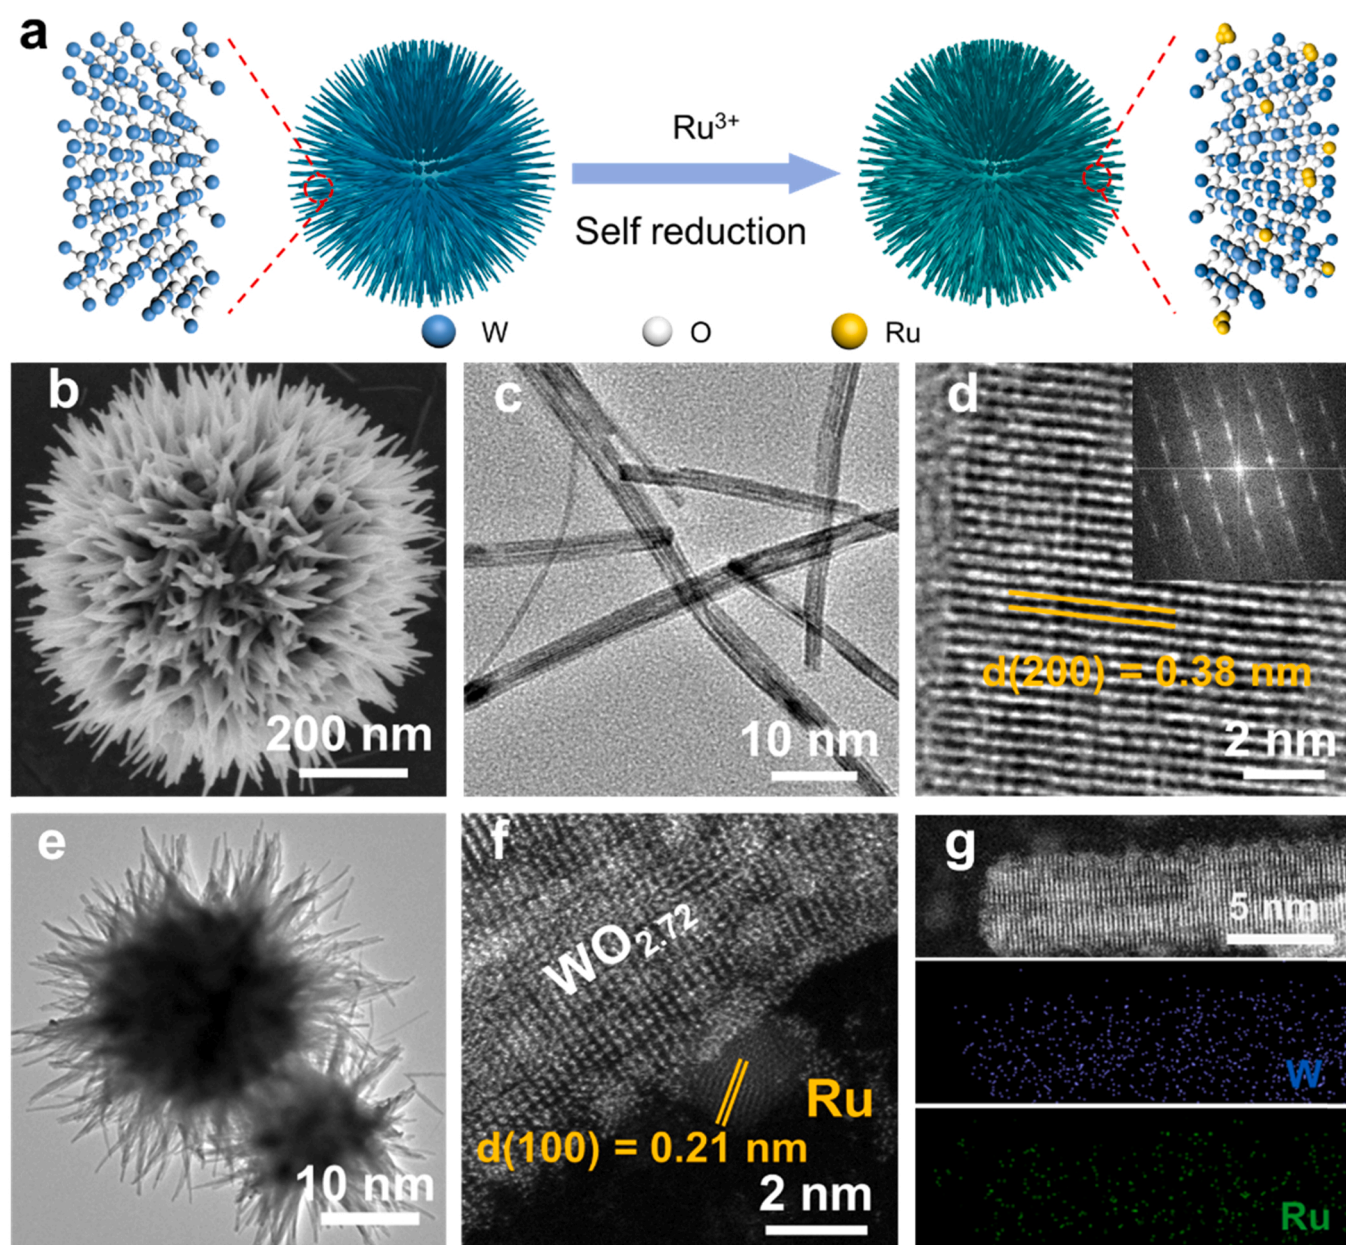 a
Ru³⁺
Self reduction
W
O
Ru
b
200 nm
c
10 nm
d
d(200) = 0.38 nm
2 nm
e
10 nm
f
WO₂.₇₂
Ru
d(100) = 0.21 nm
2 nm
g
5 nm
W
Ru